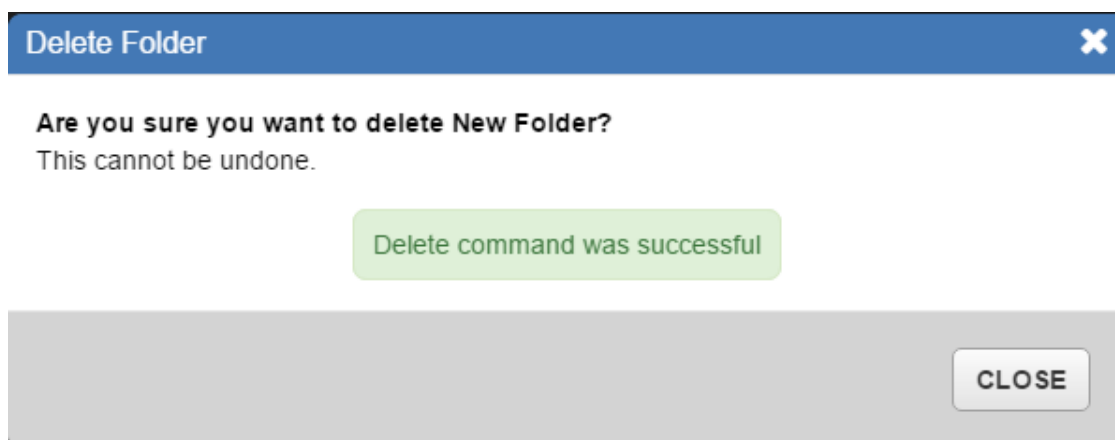 Delete Folder
Are you sure you want to delete New Folder?
This cannot be undone.
Delete command was successful
CLOSE